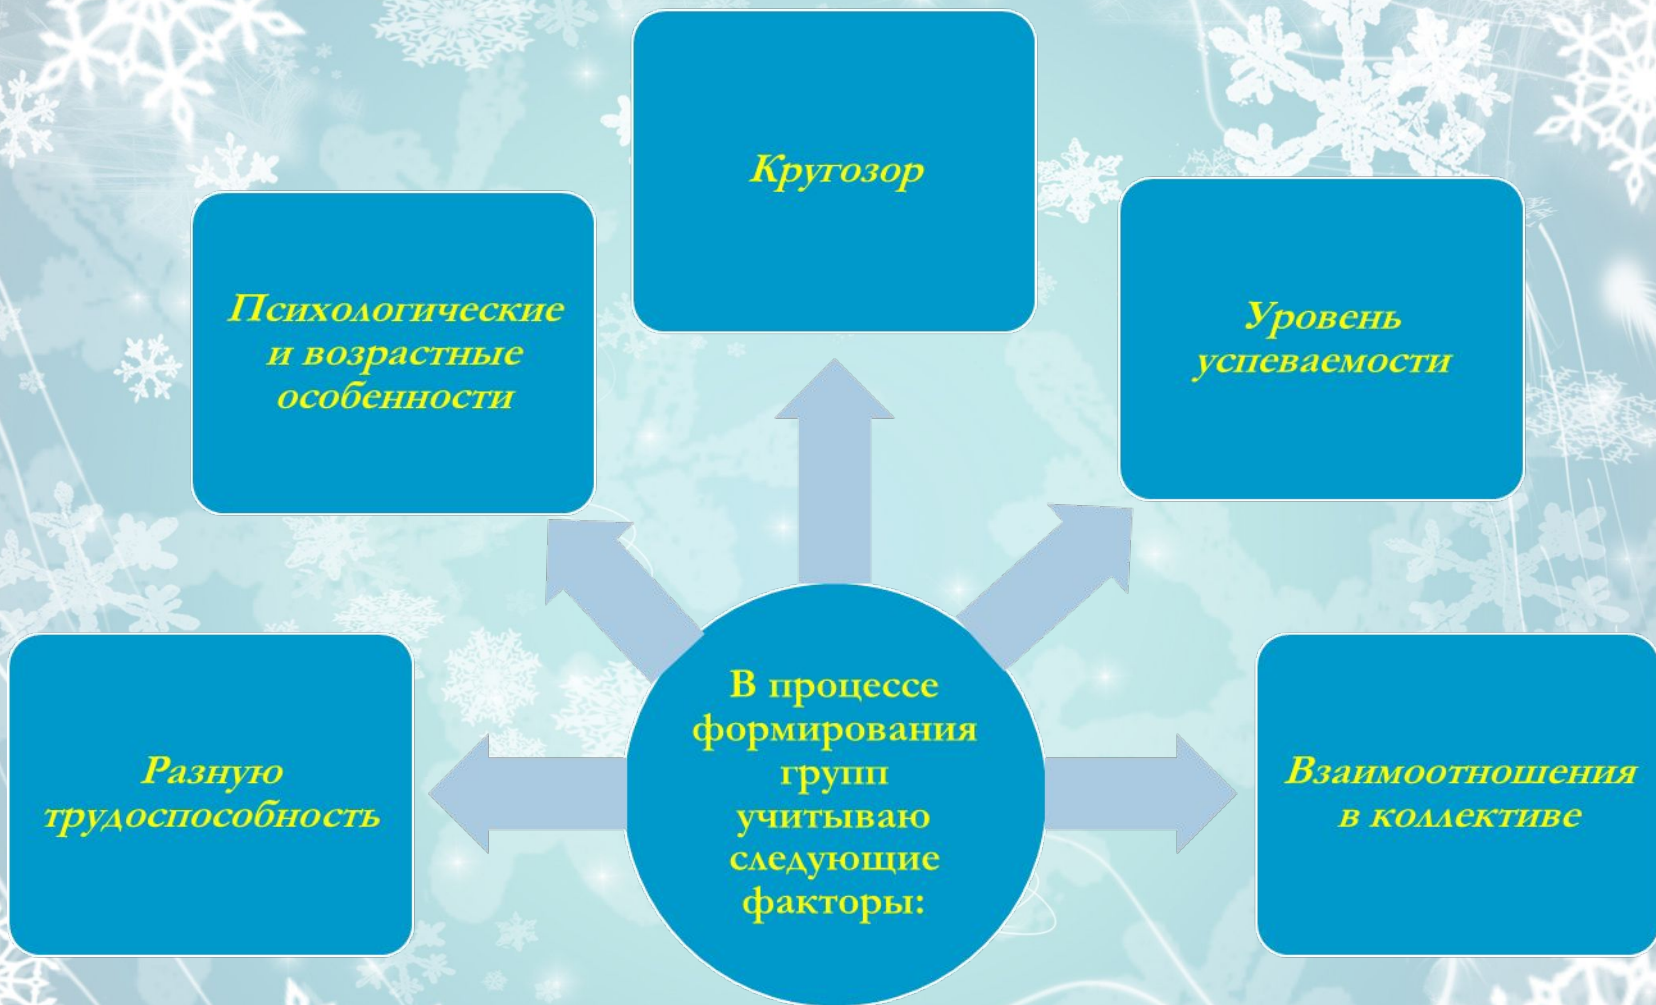 Кругозор
Психологические
и возрастные
особенности
Уровень
успеваемости
Разную
трудоспособность
В процессе
формирования
групп
учитываю
следующие
факторы:
Взаимоотношения
в коллективе